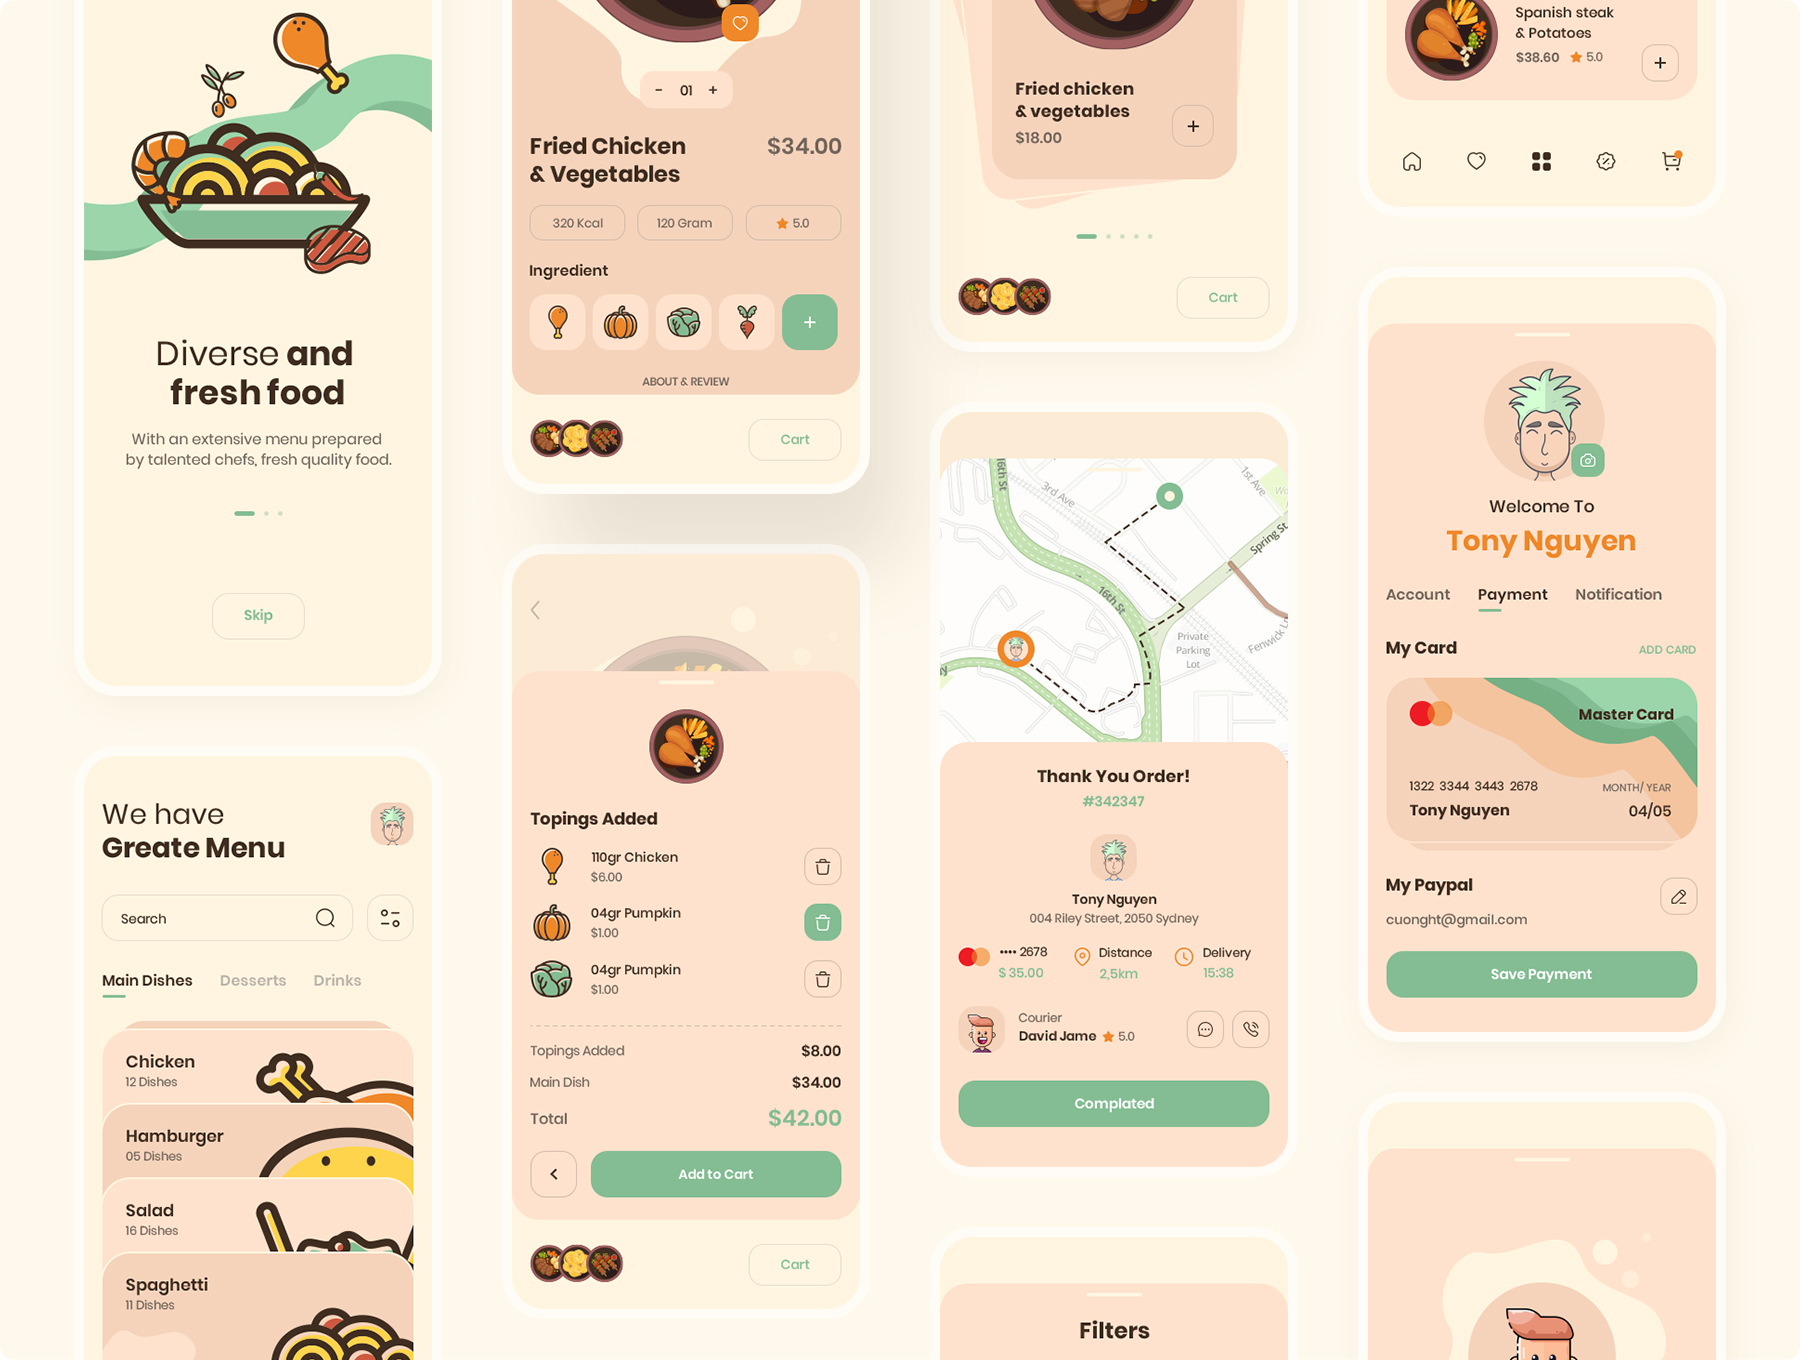 Diverse and
fresh food
With an extensive menu prepared
by talented chefs, fresh quality food.
Skip
We have
Greate Menu
Search
Main Dishes Desserts Drinks
Chicken
12 Dishes
Hamburger
05 Dishes
Salad
16 Dishes
Spaghetti
11 Dishes
- 01 +
Fried Chicken $34.00
& Vegetables
320 Kcal 120 Gram 5.0
Ingredient
+
ABOUT & REVIEW
Cart
Topings Added
110gr Chicken
$6.00
04gr Pumpkin
$1.00
04gr Pumpkin
$1.00
Topings Added $8.00
Main Dish $34.00
Total $42.00
Add to Cart
Cart
Fried chicken
& vegetables
$18.00
+
Cart
16th St
3rd Ave
1st Ave
Spring St
16th St
Private
Parking
Lot
Fenwick L
Thank You Order!
#342347
Tony Nguyen
004 Riley Street, 2050 Sydney
•••• 2678 Distance Delivery
$ 35.00 2,5km 15:38
Courier
David Jame 5.0
Complated
Filters
Spanish steak
& Potatoes
$38.60 5.0
+
Welcome To
Tony Nguyen
Account Payment Notification
My Card ADD CARD
Master Card
1322 3344 3443 2678 MONTH/ YEAR
Tony Nguyen 04/05
My Paypal
cuonght@gmail.com
Save Payment